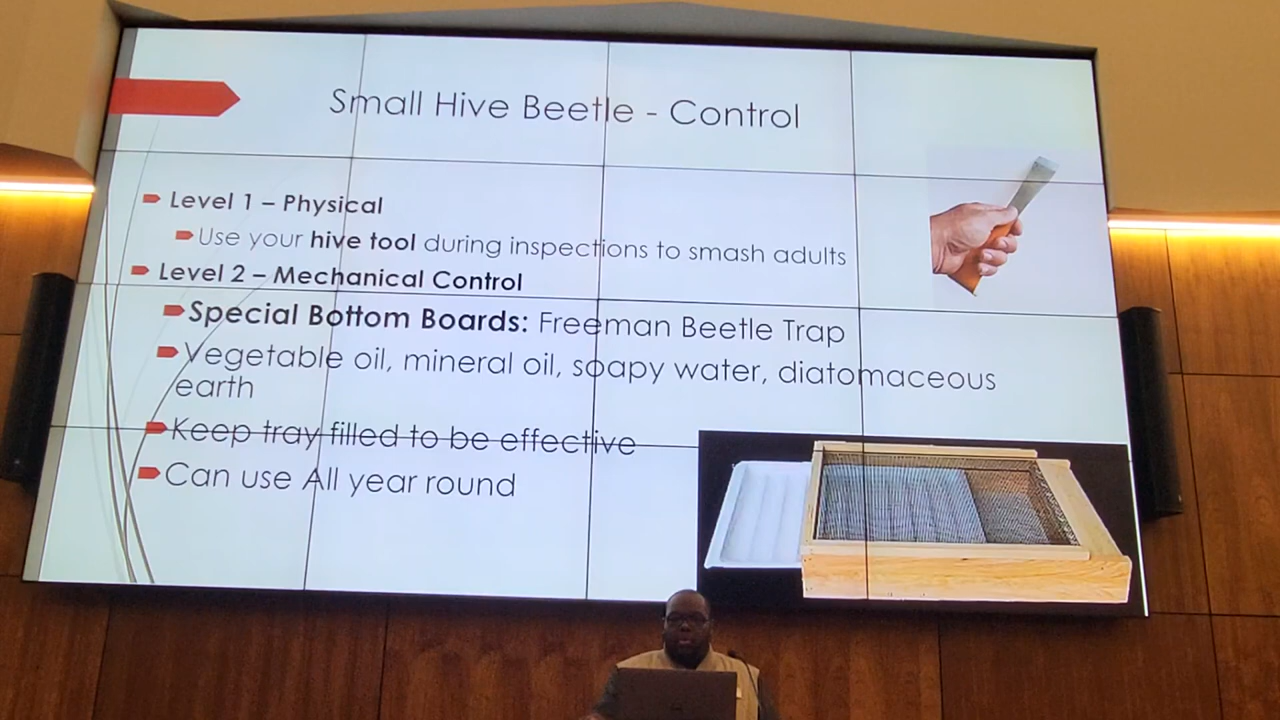 Small Hive Beetle - Control
Level 1 – Physical
Use your hive tool during inspections to smash adults
Level 2 – Mechanical Control
Special Bottom Boards: Freeman Beetle Trap
Vegetable oil, mineral oil, soapy water, diatomaceous
earth
Keep tray filled to be effective
Can use All year round